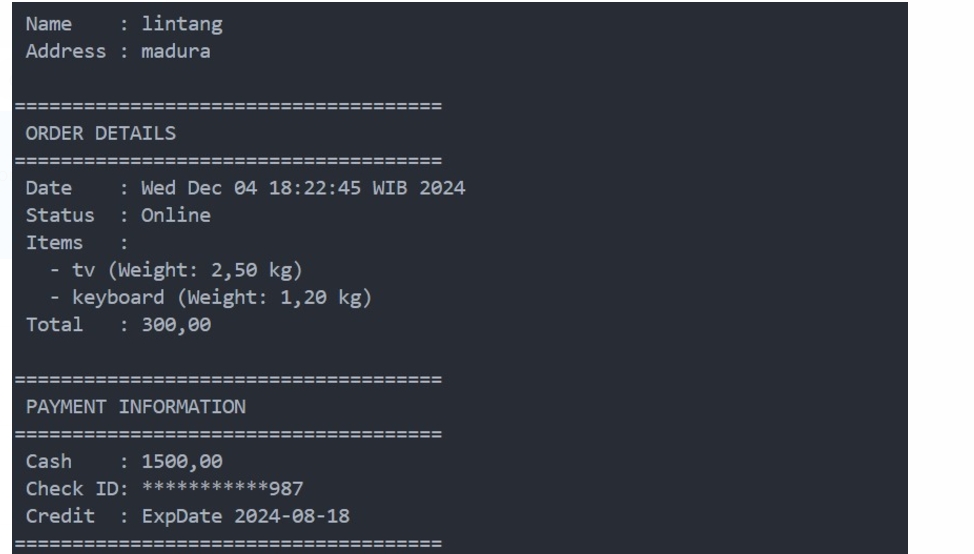 Name    : lintang
Address : madura
=====================================
ORDER DETAILS
=====================================
Date    : Wed Dec 04 18:22:45 WIB 2024
Status  : Online
Items   :
- tv (Weight: 2,50 kg)
- keyboard (Weight: 1,20 kg)
Total   : 300,00
=====================================
PAYMENT INFORMATION
=====================================
Cash    : 1500,00
Check ID: ***********987
Credit  : ExpDate 2024-08-18
=====================================